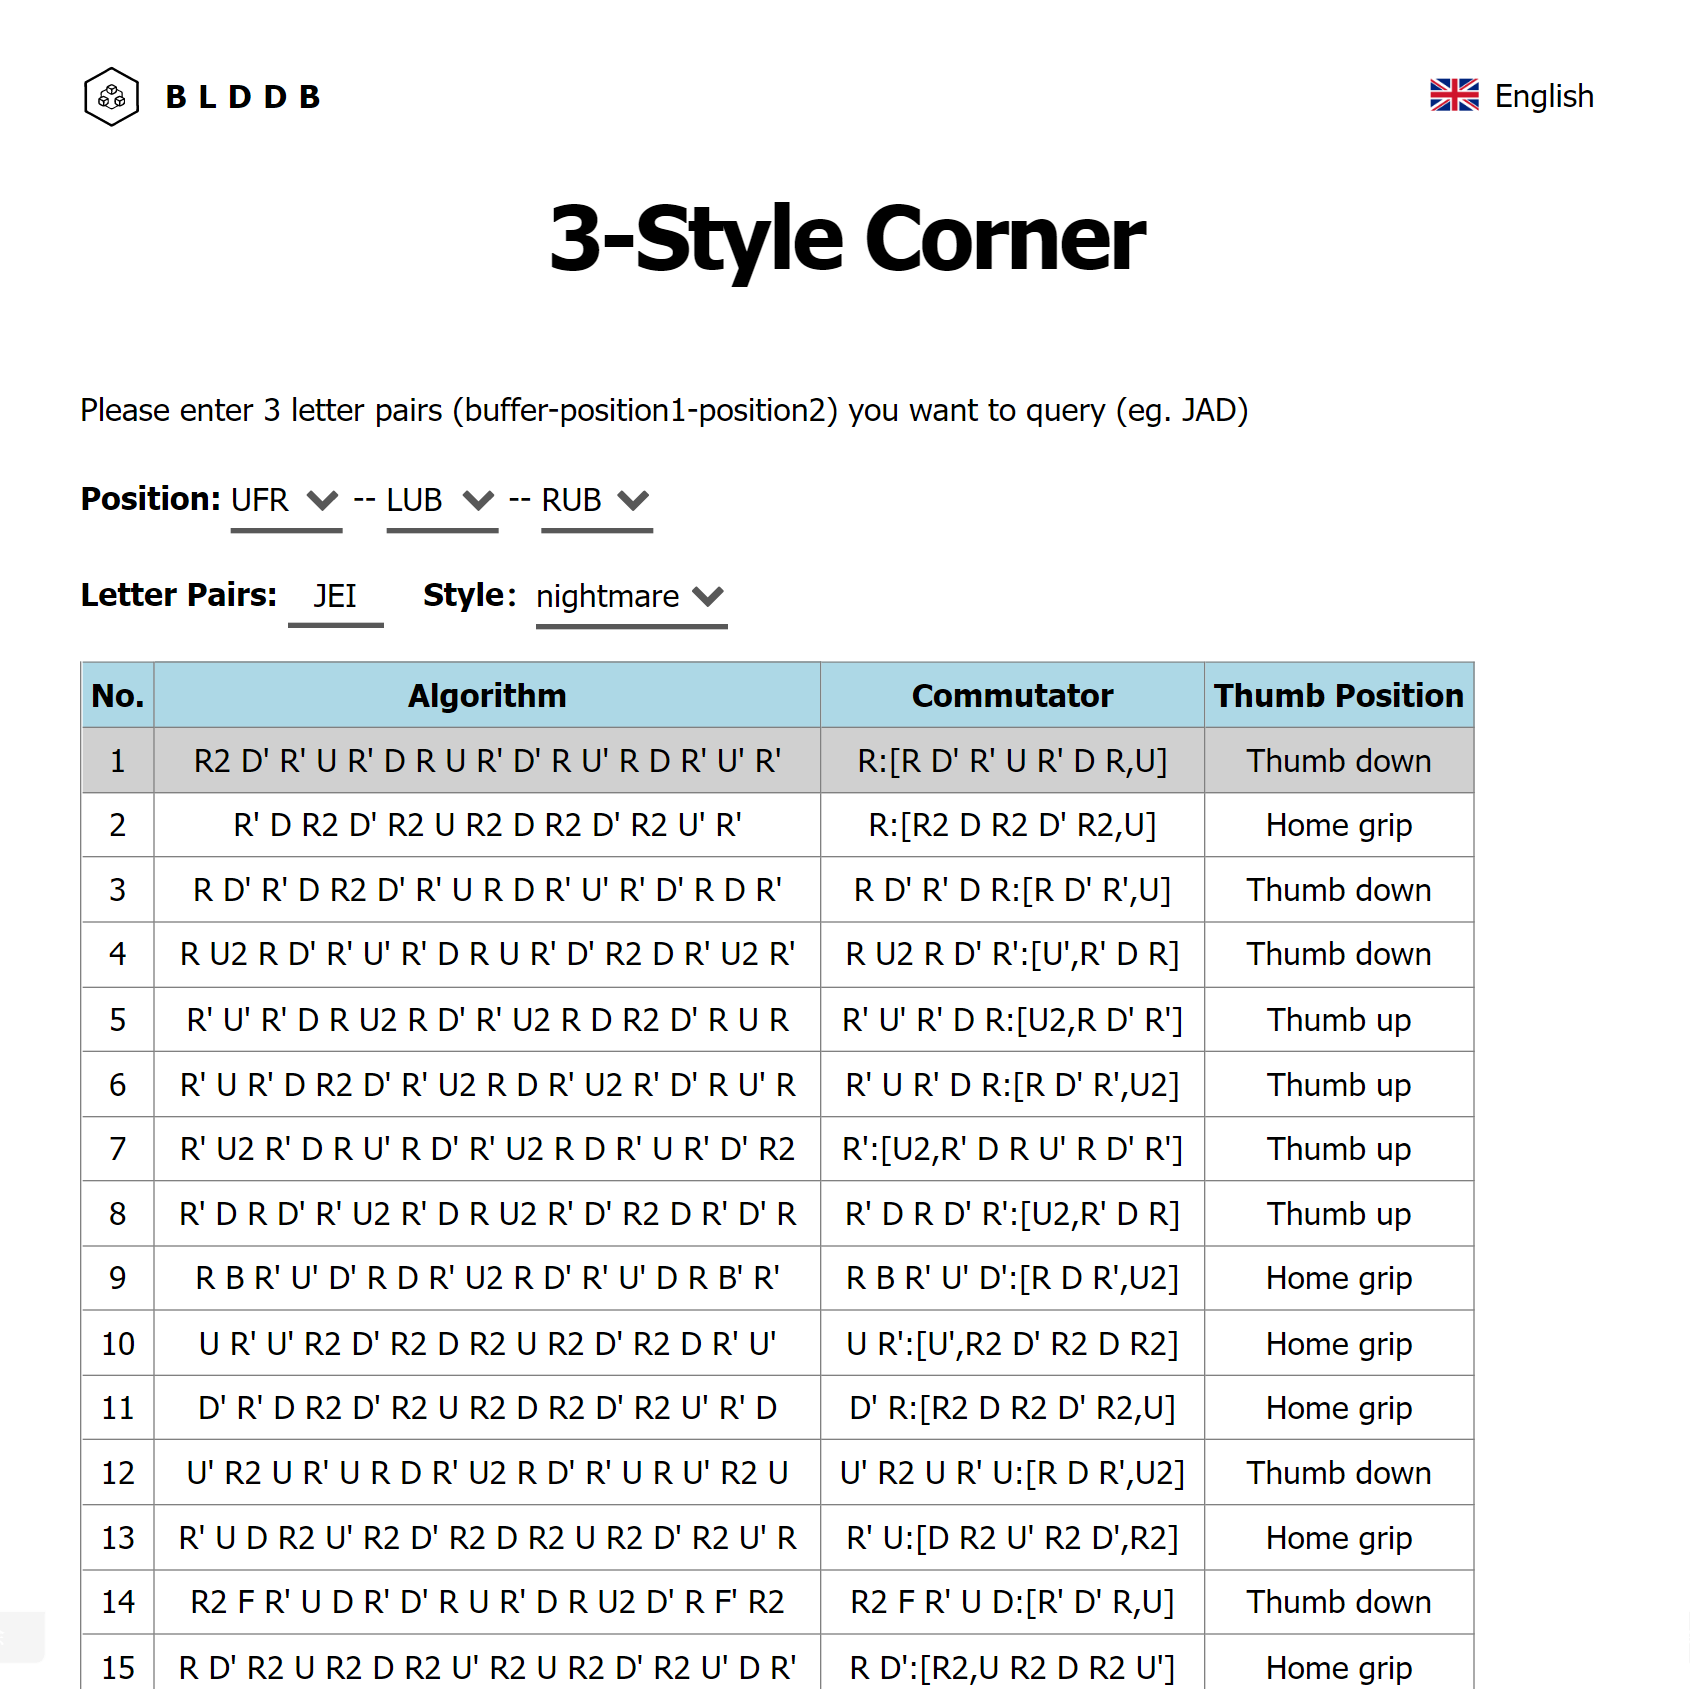 BLDDB
English
3-Style Corner
Please enter 3 letter pairs (buffer-position1-position2) you want to query (eg. JAD)
Position: UFR -- LUB -- RUB
Letter Pairs: JEI Style: nightmare
No. Algorithm Commutator Thumb Position
1 R2 D' R' U R' D R U R' D' R U' R D R' U' R' R:[R D' R' U R' D R,U] Thumb down
2 R' D R2 D' R2 U R2 D R2 D' R2 U' R' R:[R2 D R2 D' R2,U] Home grip
3 R D' R' D R2 D' R' U R D R' U' R' D' R D R' R D' R' D R:[R D' R',U] Thumb down
4 R U2 R D' R' U' R' D R U R' D' R2 D R' U2 R' R U2 R D' R':[U',R' D R] Thumb down
5 R' U' R' D R U2 R D' R' U2 R D R2 D' R U R R' U' R' D R:[U2,R D' R'] Thumb up
6 R' U R' D R2 D' R' U2 R D R' U2 R' D' R U' R R' U R' D R:[R D' R',U2] Thumb up
7 R' U2 R' D R U' R D' R' U2 R D R' U R' D' R2 R':[U2,R' D R U' R D' R'] Thumb up
8 R' D R D' R' U2 R' D R U2 R' D' R2 D R' D' R R' D R D' R':[U2,R' D R] Thumb up
9 R B R' U' D' R D R' U2 R D' R' U' D R B' R' R B R' U' D':[R D R',U2] Home grip
10 U R' U' R2 D' R2 D R2 U R2 D' R2 D R' U' U R':[U',R2 D' R2 D R2] Home grip
11 D' R' D R2 D' R2 U R2 D R2 D' R2 U' R' D D' R:[R2 D R2 D' R2,U] Home grip
12 U' R2 U R' U R D R' U2 R D' R' U R U' R2 U U' R2 U R' U:[R D R',U2] Thumb down
13 R' U D R2 U' R2 D' R2 D R2 U R2 D' R2 U' R R' U:[D R2 U' R2 D',R2] Home grip
14 R2 F R' U D R' D' R U R' D R U2 D' R F' R2 R2 F R' U D:[R' D' R,U] Thumb down
15 R D' R2 U R2 D R2 U' R2 U R2 D' R2 U' D R' R D':[R2,U R2 D R2 U'] Home grip